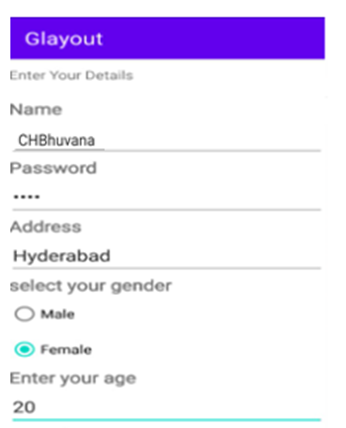 Glayout
Enter Your Details
Name
CHBhuvana
Password
••••
Address
Hyderabad
select your gender
Male
Female
Enter your age
20